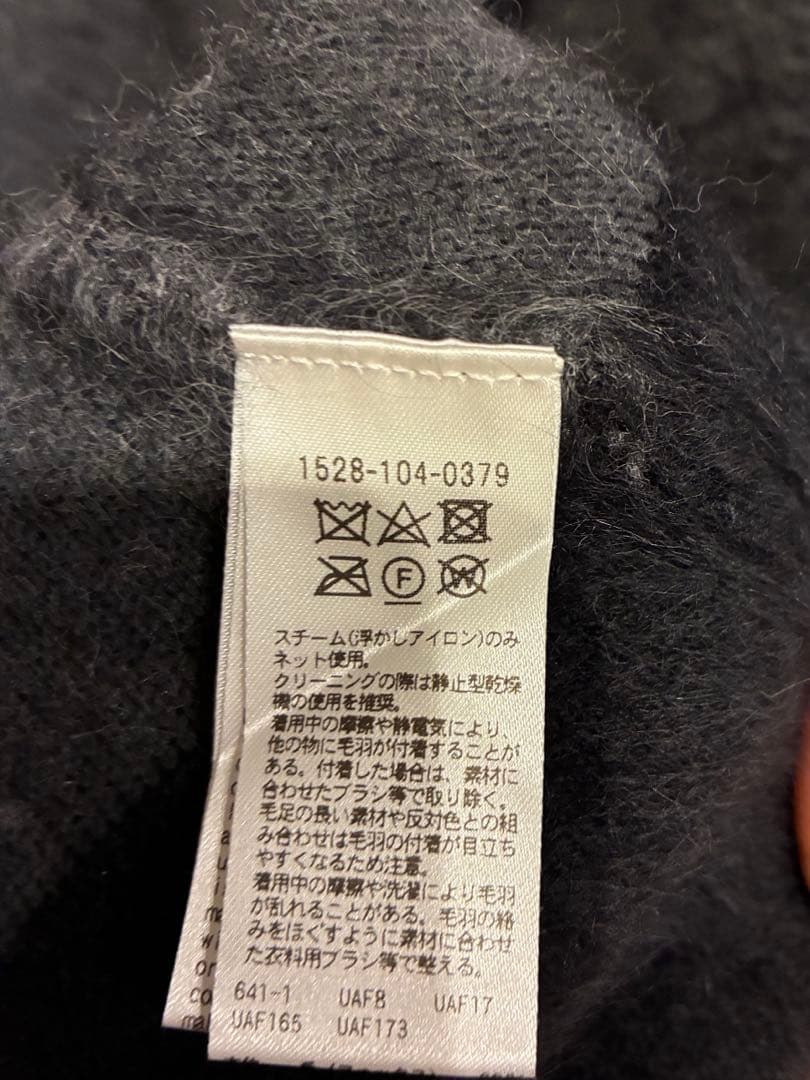 1528-104-0379
F W
スチーム(浮かしアイロン)のみ
ネット使用。
クリーニングの際は静止型乾燥
機の使用を推奨。
着用中の摩擦や静電気により、
他の物に毛羽が付着することが
ある。付着した場合は、素材に
合わせたブラシ等で取り除く。
毛足の長い素材や反対色との組
み合わせは毛羽の付着が目立ち
やすくなるため注意。
着用中の摩擦や洗濯により毛羽
が乱れることがある。毛羽の絡
みをほぐすように素材に合わせ
た衣料用ブラシ等で整える。
641-1 UAF8 UAF17
UAF165 UAF173